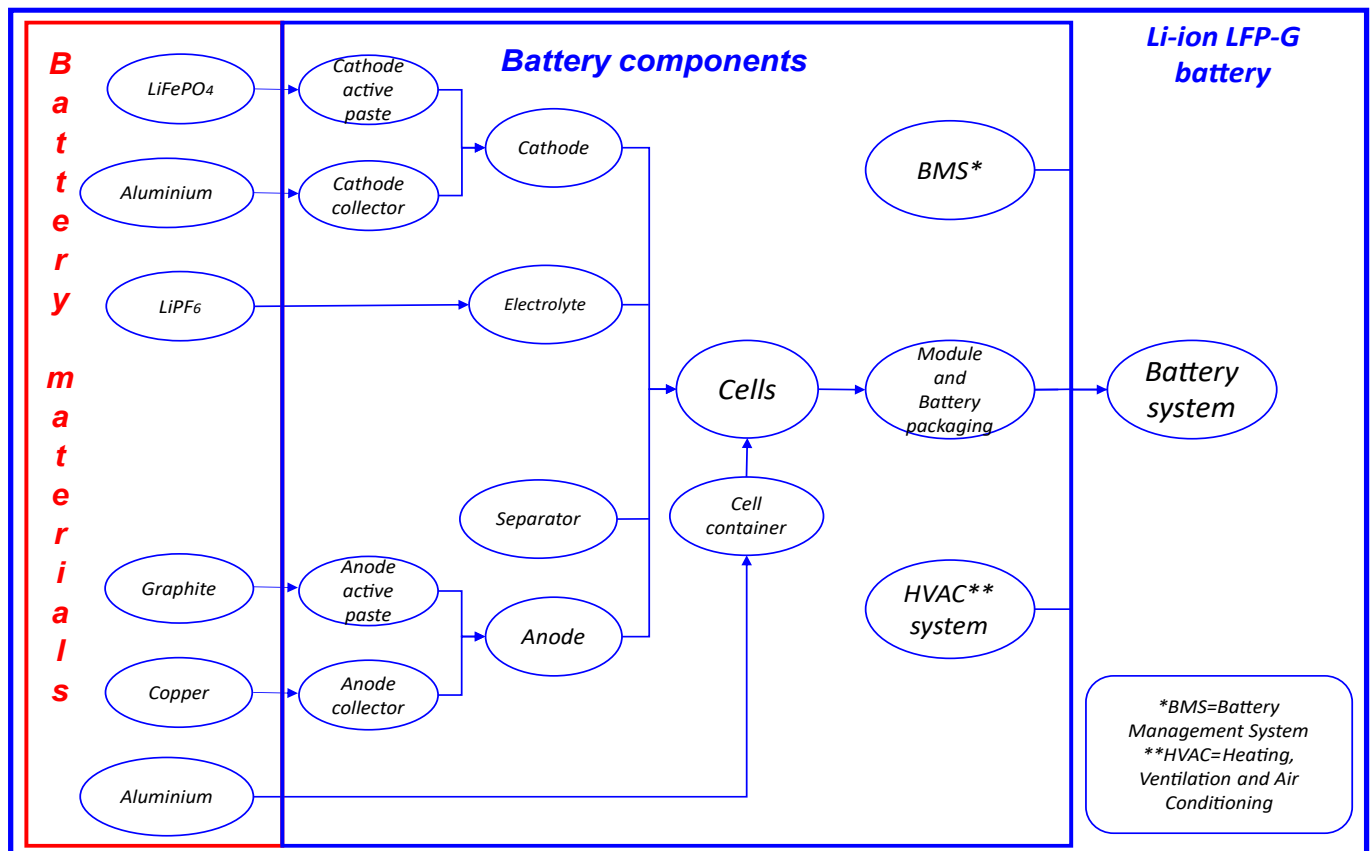 Battery materials
Battery components
Li-ion LFP-G
battery
LiFePO4
Cathode
active
paste
Cathode
BMS*
Aluminium
Cathode
collector
LiPF6
Electrolyte
Cells
Module
and
Battery
packaging
Battery
system
Separator
Cell
container
Graphite
Anode
active
paste
Anode
HVAC**
system
Copper
Anode
collector
Aluminium
*BMS=Battery
Management System
**HVAC=Heating,
Ventilation and Air
Conditioning